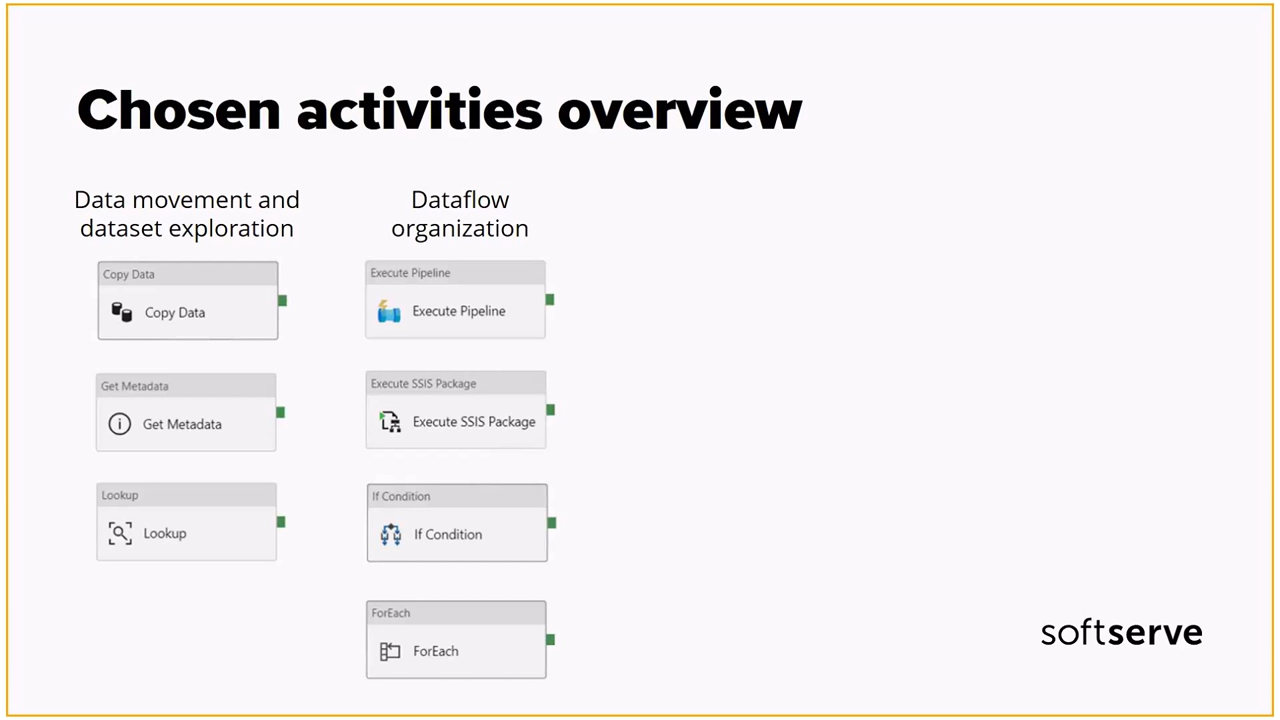 Chosen activities overview
Data movement and
dataset exploration
Copy Data
Copy Data
Get Metadata
Get Metadata
Lookup
Lookup
Dataflow
organization
Execute Pipeline
Execute Pipeline
Execute SSIS Package
Execute SSIS Package
If Condition
If Condition
ForEach
ForEach
softserve